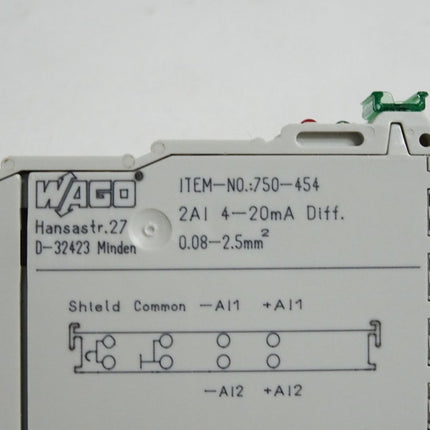 WAGO®
ITEM-NO.:750-454
Hansastr.27
2AI 4-20mA Diff.
D-32423 Minden
0.08-2.5mm²
Shield Common -AI1 +AI1
-AI2 +AI2